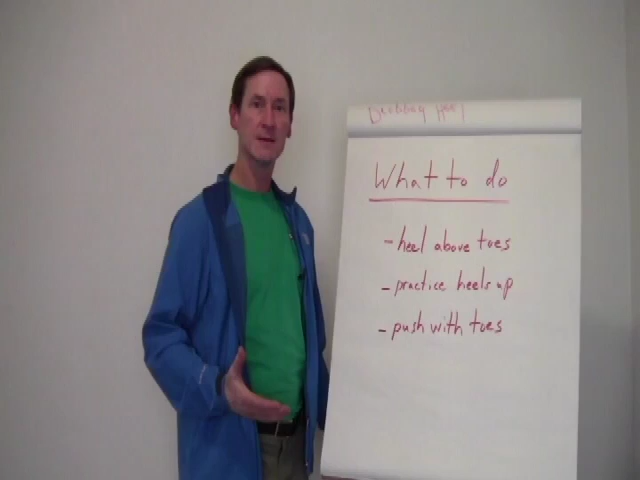 What to do
- heel above toes
- practice heels up
- push with toes